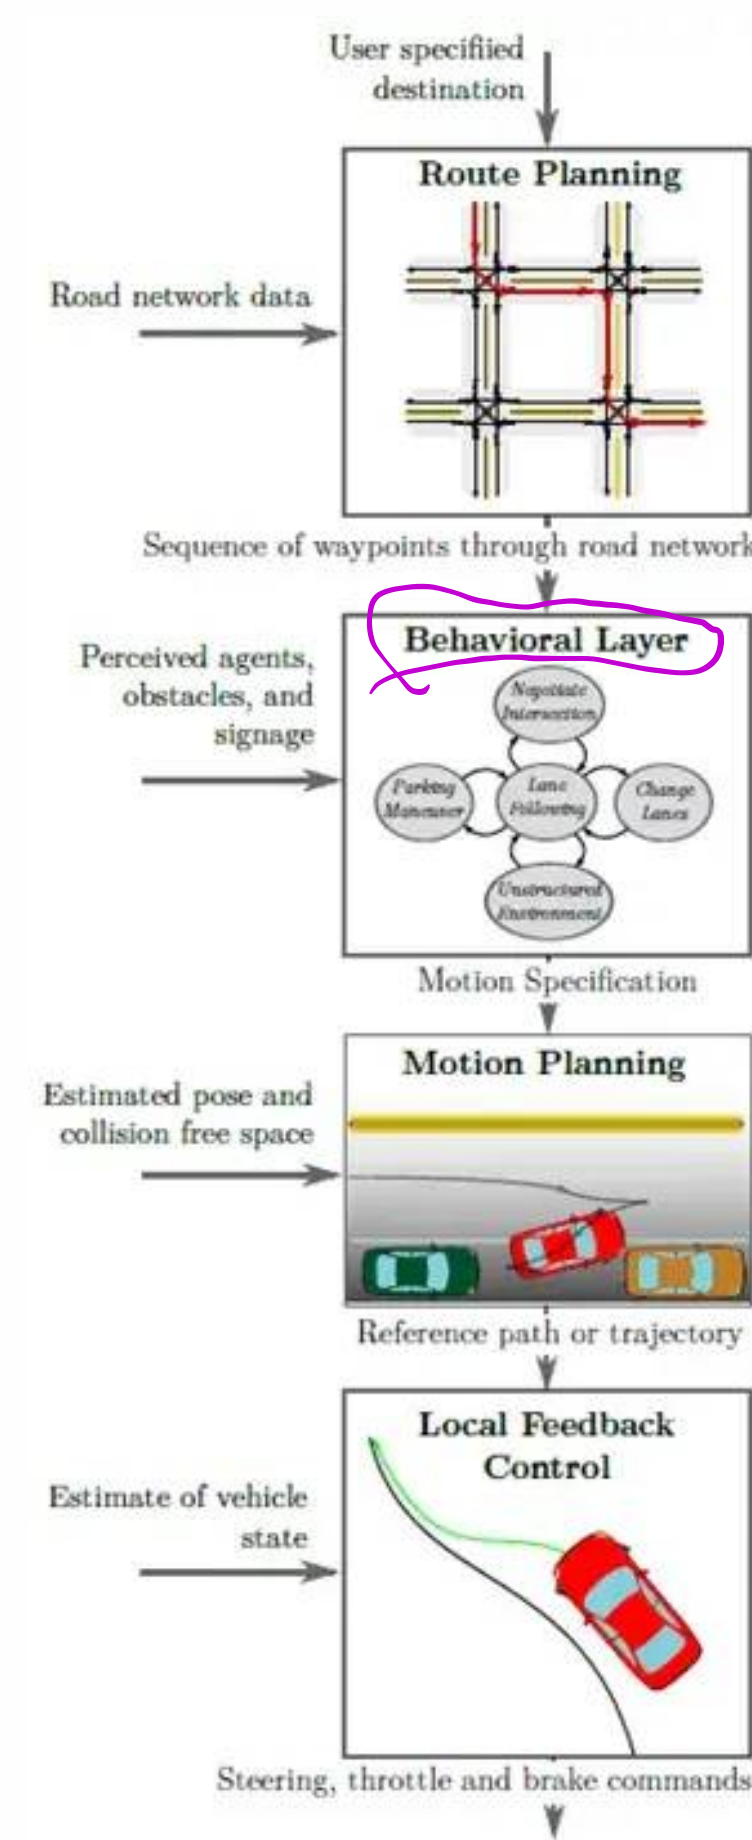 User specifiied
destination
Route Planning
Road network data
Sequence of waypoints through road network
Behavioral Layer
Perceived agents,
obstacles, and
signage
Negotiate
Intersection
Parking
Maneuver
Lane
Following
Change
Lanes
Unstructured
Environment
Motion Specification
Motion Planning
Estimated pose and
collision free space
Reference path or trajectory
Local Feedback
Control
Estimate of vehicle
state
Steering, throttle and brake commands